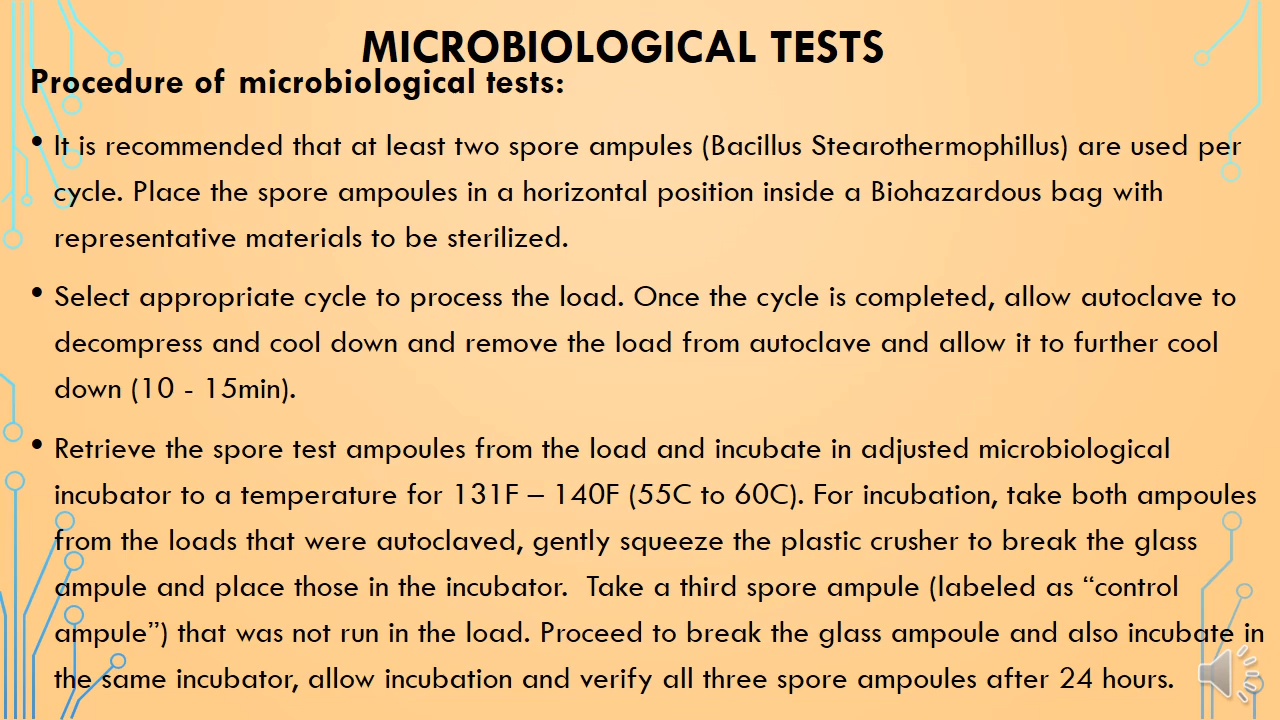 MICROBIOLOGICAL TESTS
Procedure of microbiological tests:
• It is recommended that at least two spore ampules (Bacillus Stearothermophillus) are used per
cycle. Place the spore ampoules in a horizontal position inside a Biohazardous bag with
representative materials to be sterilized.
• Select appropriate cycle to process the load. Once the cycle is completed, allow autoclave to
decompress and cool down and remove the load from autoclave and allow it to further cool
down (10 - 15min).
• Retrieve the spore test ampoules from the load and incubate in adjusted microbiological
incubator to a temperature for 131F – 140F (55C to 60C). For incubation, take both ampoules
from the loads that were autoclaved, gently squeeze the plastic crusher to break the glass
ampule and place those in the incubator.  Take a third spore ampule (labeled as “control
ampule”) that was not run in the load. Proceed to break the glass ampoule and also incubate in
the same incubator, allow incubation and verify all three spore ampoules after 24 hours.